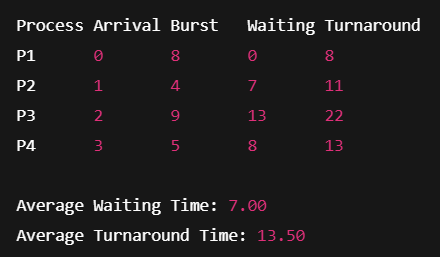 Process Arrival Burst Waiting Turnaround
P1 0 8 0 8
P2 1 4 7 11
P3 2 9 13 22
P4 3 5 8 13
Average Waiting Time: 7.00
Average Turnaround Time: 13.50